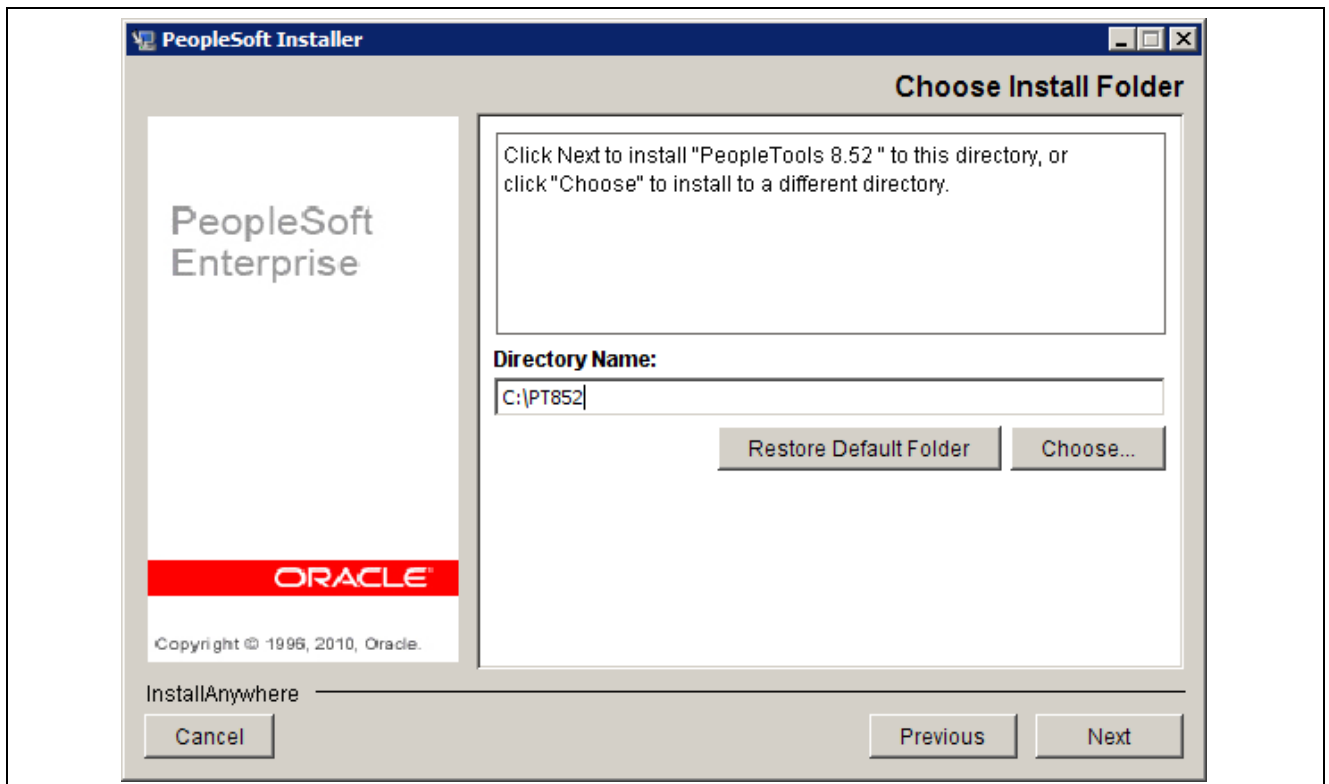 PeopleSoft Installer
Choose Install Folder
PeopleSoft
Enterprise
ORACLE
Copyright © 1996, 2010, Oracle.
Click Next to install "PeopleTools 8.52 " to this directory, or
click "Choose" to install to a different directory.
Directory Name:
C:\PT852
Restore Default Folder
Choose...
InstallAnywhere
Cancel
Previous
Next